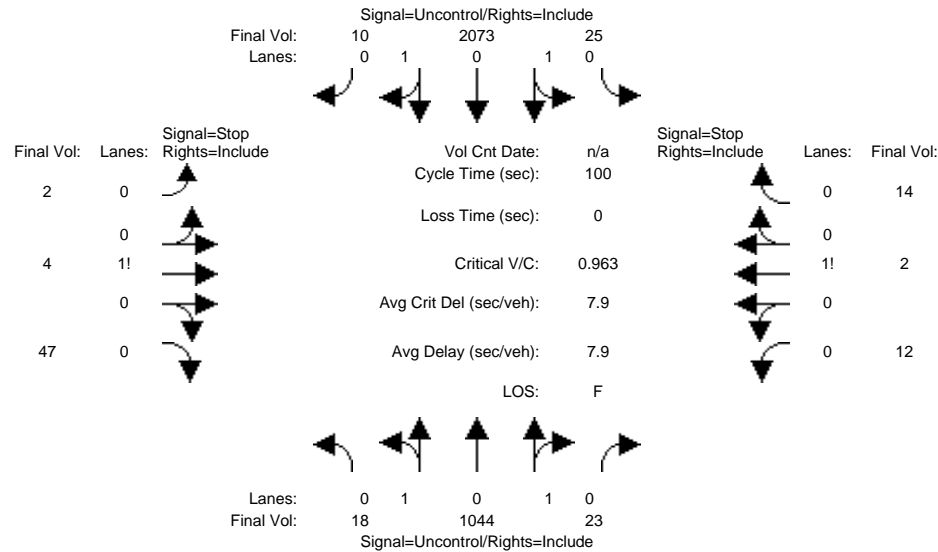 Signal=Uncontrol/Rights=Include
Final Vol: 10 2073 25
Lanes: 0 1 0 1 0
Signal=Stop
Final Vol: Lanes: Rights=Include
Vol Cnt Date: n/a
Signal=Stop
Rights=Include Lanes: Final Vol:
Cycle Time (sec): 100
2 0
0 14
Loss Time (sec): 0
0
0
4 1!
Critical V/C: 0.963
1! 2
0
Avg Crit Del (sec/veh): 7.9
0
47 0
Avg Delay (sec/veh): 7.9
0 12
LOS: F
Lanes: 0 1 0 1 0
Final Vol: 18 1044 23
Signal=Uncontrol/Rights=Include